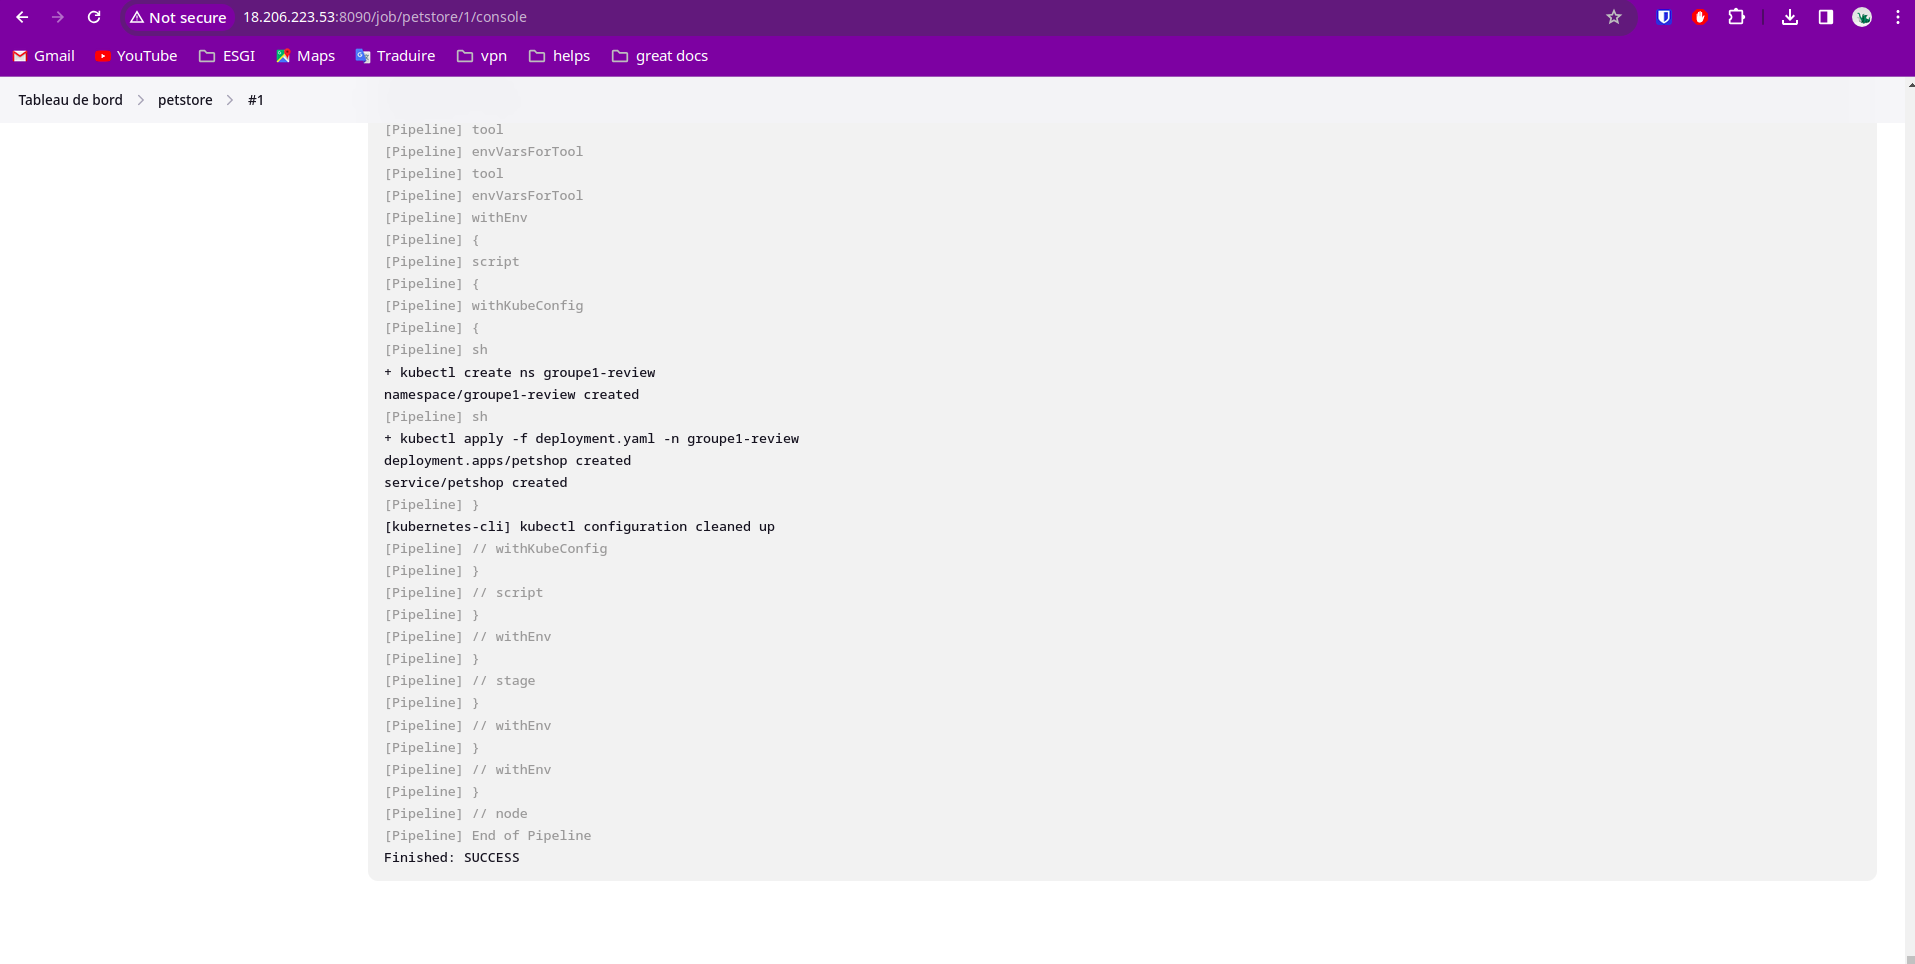 Not secure 18.206.223.53:8090/job/petstore/1/console
Gmail YouTube ESGI Maps Traduire vpn helps great docs
Tableau de bord petstore #1
[Pipeline] tool
[Pipeline] envVarsForTool
[Pipeline] tool
[Pipeline] envVarsForTool
[Pipeline] withEnv
[Pipeline] {
[Pipeline] script
[Pipeline] {
[Pipeline] withKubeConfig
[Pipeline] {
[Pipeline] sh
+ kubectl create ns groupe1-review
namespace/groupe1-review created
[Pipeline] sh
+ kubectl apply -f deployment.yaml -n groupe1-review
deployment.apps/petshop created
service/petshop created
[Pipeline] }
[kubernetes-cli] kubectl configuration cleaned up
[Pipeline] // withKubeConfig
[Pipeline] }
[Pipeline] // script
[Pipeline] }
[Pipeline] // withEnv
[Pipeline] }
[Pipeline] // stage
[Pipeline] }
[Pipeline] // withEnv
[Pipeline] }
[Pipeline] // withEnv
[Pipeline] }
[Pipeline] // node
[Pipeline] End of Pipeline
Finished: SUCCESS